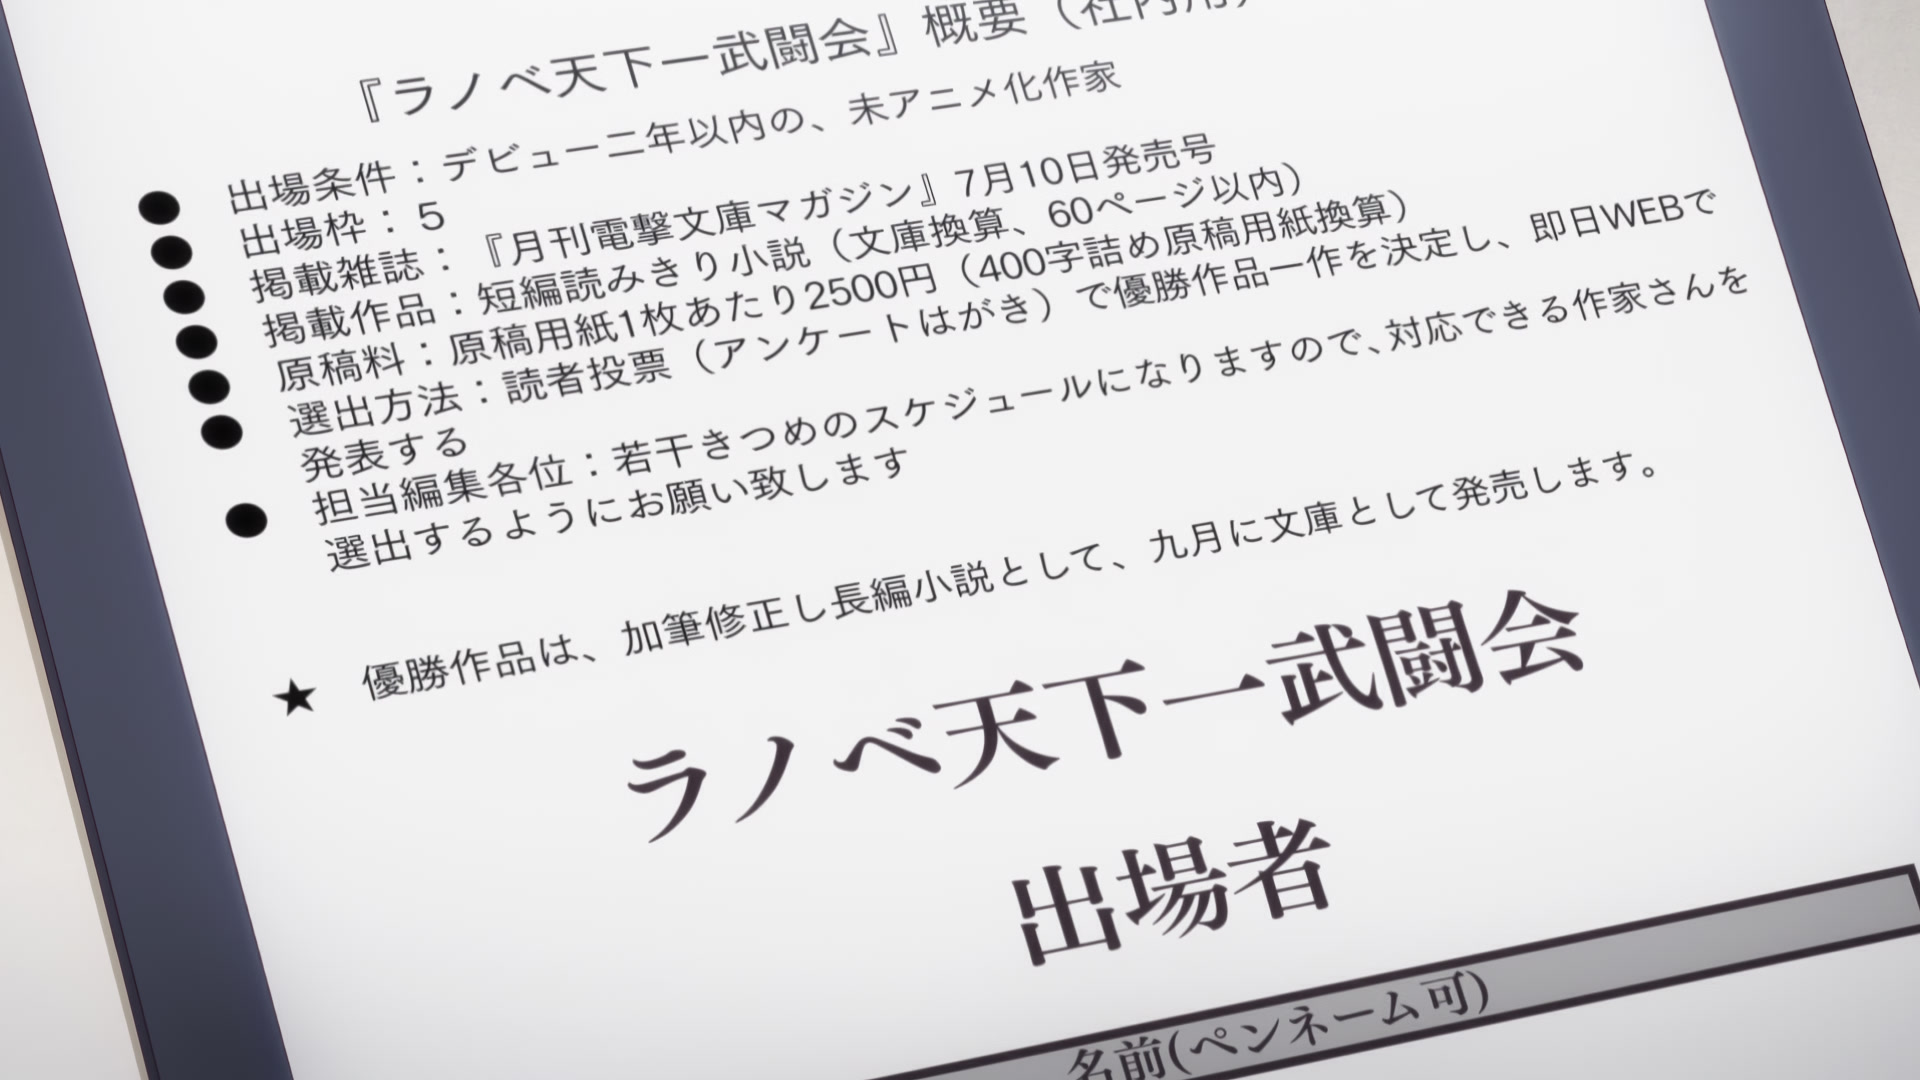 『ラノベ天下一武闘会』概要（社内用）
● 出場条件：デビュー二年以内の、未アニメ化作家
● 出場枠：５
● 掲載雑誌：『月刊電撃文庫マガジン』7月10日発売号
● 掲載作品：短編読みきり小説（文庫換算、60ページ以内）
● 原稿料：原稿用紙1枚あたり2500円（400字詰め原稿用紙換算）
● 選出方法：読者投票（アンケートはがき）で優勝作品一作を決定し、即日WEBで
発表する
● 担当編集各位：若干きつめのスケジュールになりますので、対応できる作家さんを
選出するようにお願い致します
★ 優勝作品は、加筆修正し長編小説として、九月に文庫として発売します。
ラノベ天下一武闘会
出場者
名前(ペンネーム可)